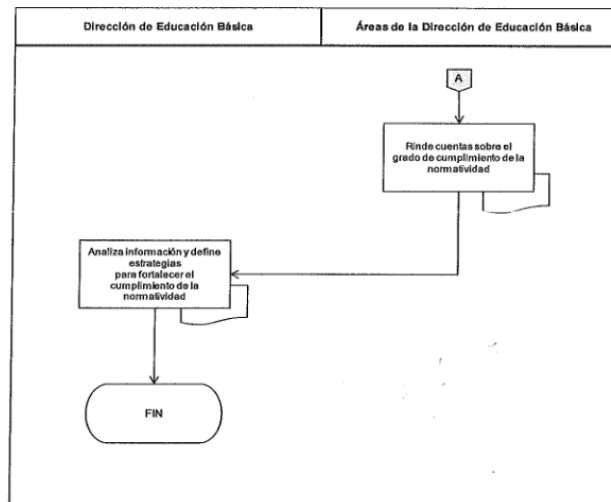 Dirección de Educación Básica
Áreas de la Dirección de Educación Básica
A
Rinde cuentas sobre el
grado de cumplimiento de la
normatividad
Analiza información y define
estrategias
para fortalecer el
cumplimiento de la
normatividad
FIN